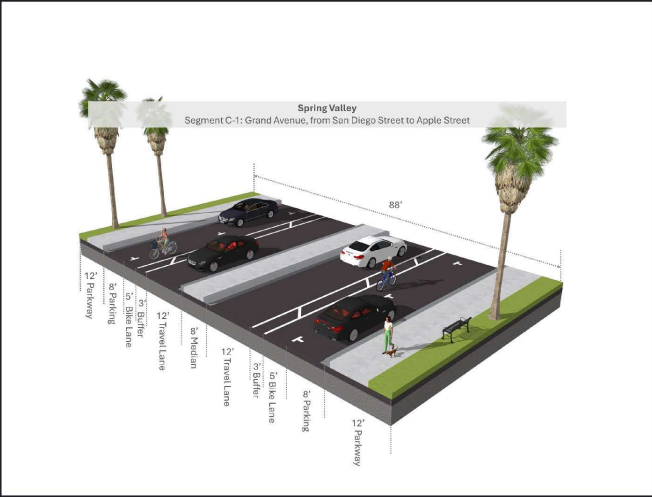 Spring Valley
Segment C-1: Grand Avenue, from San Diego Street to Apple Street
88'
12' Parkway
8' Parking
5' Bike Lane
3' Buffer
12' Travel Lane
8' Median
12' Travel Lane
3' Buffer
5' Bike Lane
8' Parking
12' Parkway